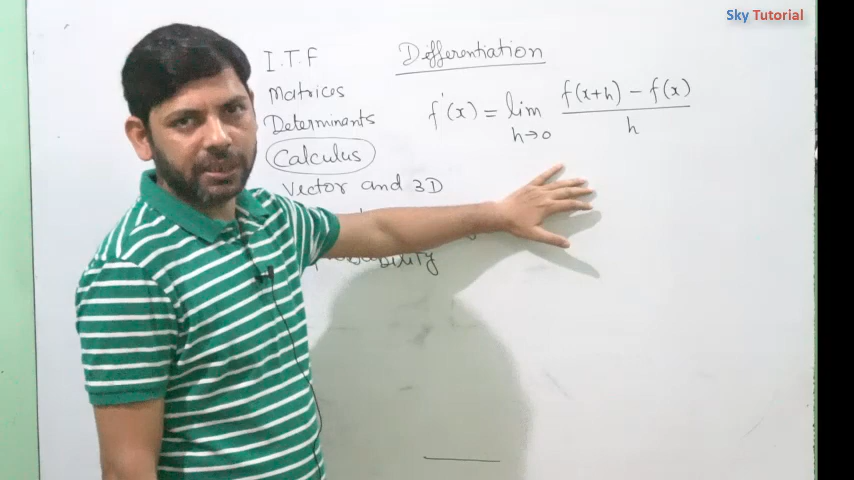 Sky Tutorial
I.T.F
Matrices
Determinants
Calculus
Vector and 3D
Differentiation
f'(x) = lim h→0 f(x+h) - f(x) / h